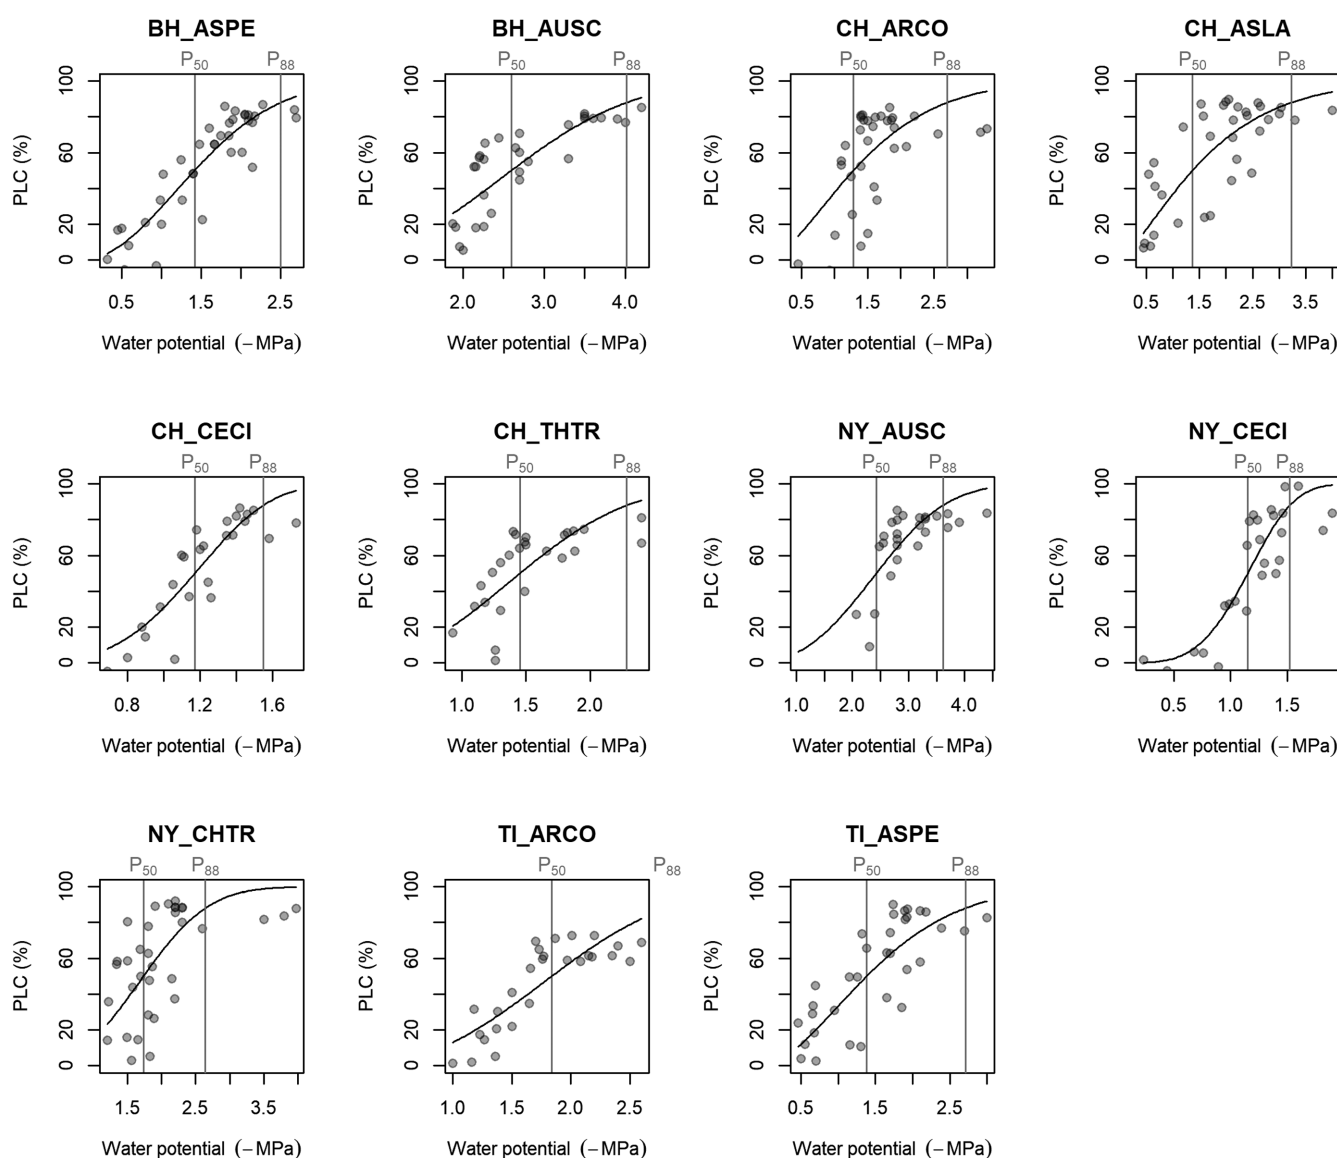 BH_ASPE BH_AUSC CH_ARCO CH_ASLA
P50 P88 P50 P88 P50 P88 P50 P88
100 100 100 100
60 60 60 60
20 20 20 20
0 0 0 0
PLC (%) PLC (%) PLC (%) PLC (%)
0.5 1.5 2.5 2.0 3.0 4.0 0.5 1.5 2.5 0.5 1.5 2.5 3.5
Water potential (−MPa) Water potential (−MPa) Water potential (−MPa) Water potential (−MPa)
CH_CECI CH_THTR NY_AUSC NY_CECI
P50 P88 P50 P88 P50 P88 P50 P88
100 100 100 100
60 60 60 60
20 20 20 20
0 0 0 0
PLC (%) PLC (%) PLC (%) PLC (%)
0.8 1.2 1.6 1.0 1.5 2.0 1.0 2.0 3.0 4.0 0.5 1.0 1.5
Water potential (−MPa) Water potential (−MPa) Water potential (−MPa) Water potential (−MPa)
NY_CHTR TI_ARCO TI_ASPE
P50 P88 P50 P88 P50 P88
100 100 100
60 60 60
20 20 20
0 0 0
PLC (%) PLC (%) PLC (%)
1.5 2.5 3.5 1.0 1.5 2.0 2.5 0.5 1.5 2.5
Water potential (−MPa) Water potential (−MPa) Water potential (−MPa)